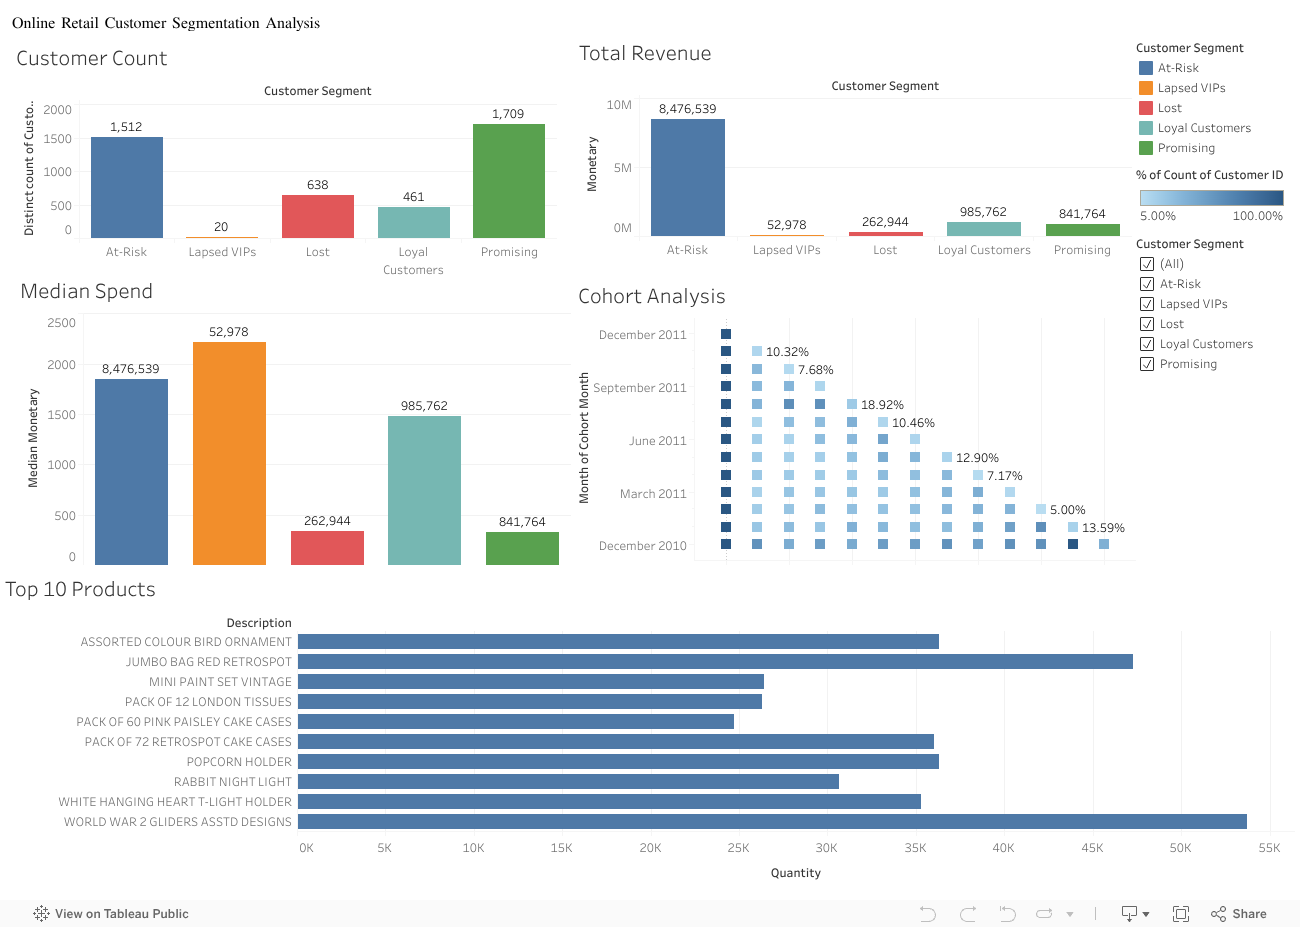 Online Retail Customer Segmentation Analysis
Customer Count
Customer Segment
Distinct count of Custo..
2000
1500
1000
500
0
1,512
20
638
461
1,709
At-Risk
Lapsed VIPs
Lost
Loyal
Customers
Promising
Total Revenue
Customer Segment
Monetary
10M
5M
0M
8,476,539
52,978
262,944
985,762
841,764
At-Risk
Lapsed VIPs
Lost
Loyal Customers
Promising
Customer Segment
At-Risk
Lapsed VIPs
Lost
Loyal Customers
Promising
% of Count of Customer ID
5.00% 100.00%
Customer Segment
(All)
At-Risk
Lapsed VIPs
Lost
Loyal Customers
Promising
Median Spend
Median Monetary
2500
2000
1500
1000
500
0
8,476,539
52,978
262,944
985,762
841,764
Cohort Analysis
Month of Cohort Month
December 2011
September 2011
June 2011
March 2011
December 2010
10.32%
7.68%
18.92%
10.46%
12.90%
7.17%
5.00%
13.59%
Top 10 Products
Description
ASSORTED COLOUR BIRD ORNAMENT
JUMBO BAG RED RETROSPOT
MINI PAINT SET VINTAGE
PACK OF 12 LONDON TISSUES
PACK OF 60 PINK PAISLEY CAKE CASES
PACK OF 72 RETROSPOT CAKE CASES
POPCORN HOLDER
RABBIT NIGHT LIGHT
WHITE HANGING HEART T-LIGHT HOLDER
WORLD WAR 2 GLIDERS ASSTD DESIGNS
0K 5K 10K 15K 20K 25K 30K 35K 40K 45K 50K 55K
Quantity
View on Tableau Public
Share